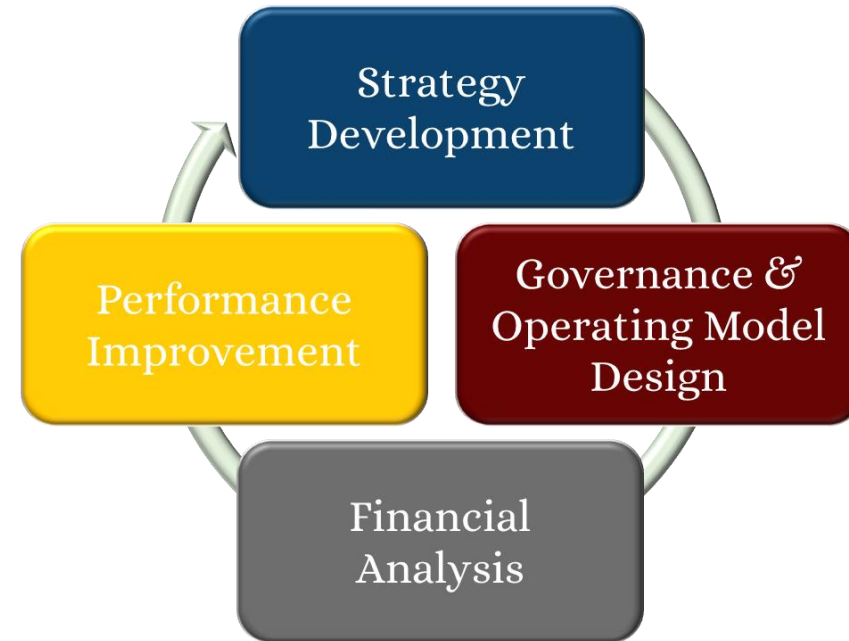 Strategy
Development
Governance &
Operating Model
Design
Financial
Analysis
Performance
Improvement